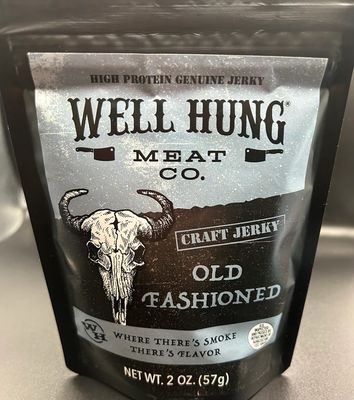 HIGH PROTEIN GENUINE JERKY
WELL HUNG®
MEAT
CO.
CRAFT JERKY
OLD
FASHIONED
WH
WHERE THERE'S SMOKE
THERE'S FLAVOR
NET WT. 2 OZ. (57g)